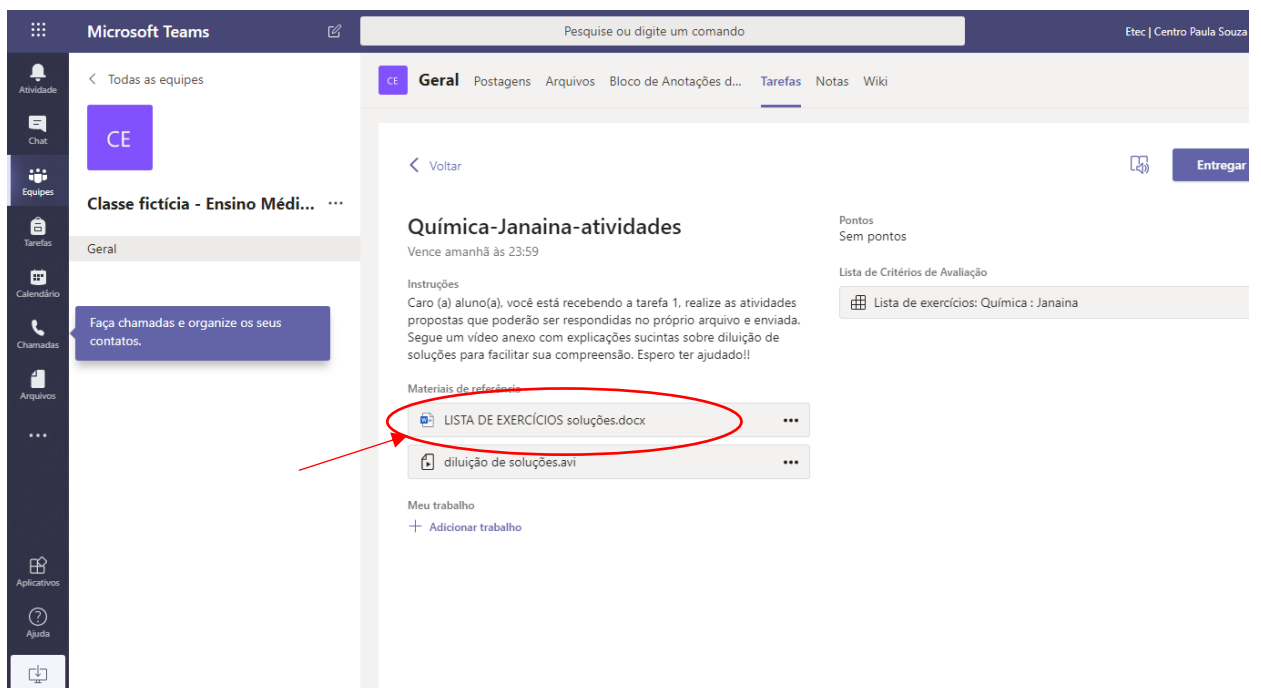 Microsoft Teams
Pesquise ou digite um comando
Etec | Centro Paula Souza
Atividade
Chat
Equipes
Tarefas
Calendário
Chamadas
Arquivos
Aplicativos
Ajuda
Todas as equipes
CE
Classe fictícia - Ensino Médi... ...
Geral
Faça chamadas e organize os seus
contatos.
CE Geral Postagens Arquivos Bloco de Anotações d... Tarefas Notas Wiki
Voltar
Entregar
Química-Janaina-atividades
Vence amanhã às 23:59
Instruções
Caro (a) aluno(a), você está recebendo a tarefa 1, realize as atividades
propostas que poderão ser respondidas no próprio arquivo e enviada.
Segue um vídeo anexo com explicações sucintas sobre diluição de
soluções para facilitar sua compreensão. Espero ter ajudado!!
Materiais de referência
LISTA DE EXERCÍCIOS soluções.docx
diluição de soluções.avi
Meu trabalho
+ Adicionar trabalho
Pontos
Sem pontos
Lista de Critérios de Avaliação
Lista de exercícios: Química : Janaina